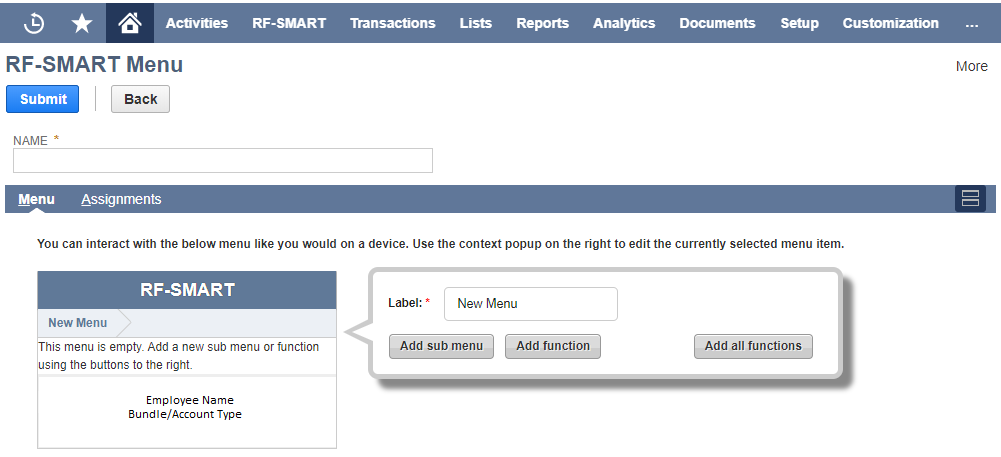 Activities RF-SMART Transactions Lists Reports Analytics Documents Setup Customization ...
RF-SMART Menu
More
Submit Back
NAME *
Menu Assignments
You can interact with the below menu like you would on a device. Use the context popup on the right to edit the currently selected menu item.
RF-SMART
New Menu
This menu is empty. Add a new sub menu or function
using the buttons to the right.
Employee Name
Bundle/Account Type
Label: * New Menu
Add sub menu Add function Add all functions